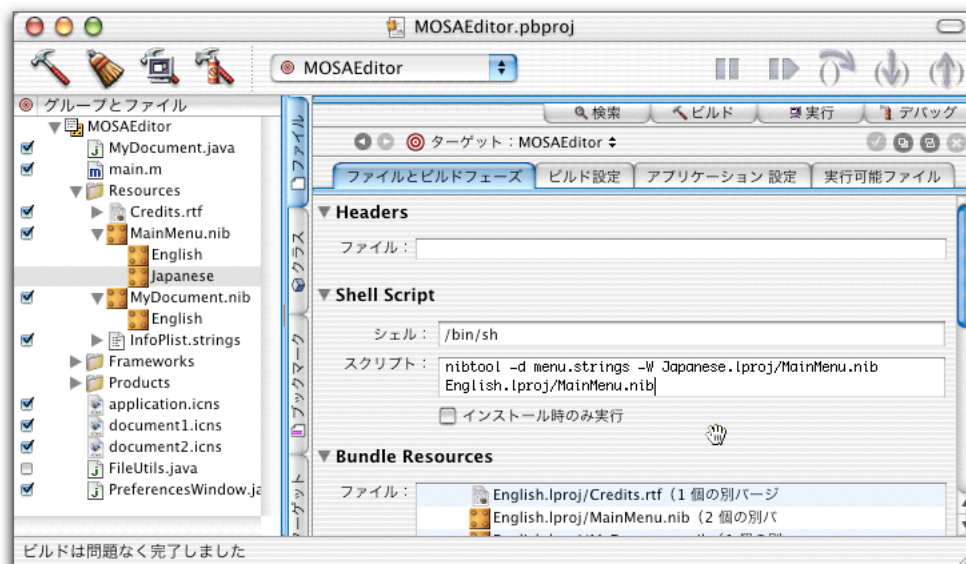 MOSAEditor.pbproj
MOSAEditor
グループとファイル
MOSAEditor
MyDocument.java
main.m
Resources
Credits.rtf
MainMenu.nib
English
Japanese
MyDocument.nib
English
InfoPlist.strings
Frameworks
Products
application.icns
document1.icns
document2.icns
FileUtils.java
PreferencesWindow.ja
ファイル
クラス
ブックマーク
ーゲット
検索
ビルド
実行
デバッグ
ターゲット：MOSAEditor
ファイルとビルドフェーズ
ビルド設定
アプリケーション 設定
実行可能ファイル
Headers
ファイル：
Shell Script
シェル： /bin/sh
スクリプト： nibtool -d menu.strings -W Japanese.lproj/MainMenu.nib
English.lproj/MainMenu.nib
インストール時のみ実行
Bundle Resources
ファイル： English.lproj/Credits.rtf（1 個の別バージ
English.lproj/MainMenu.nib（2 個の別バ
ビルドは問題なく完了しました